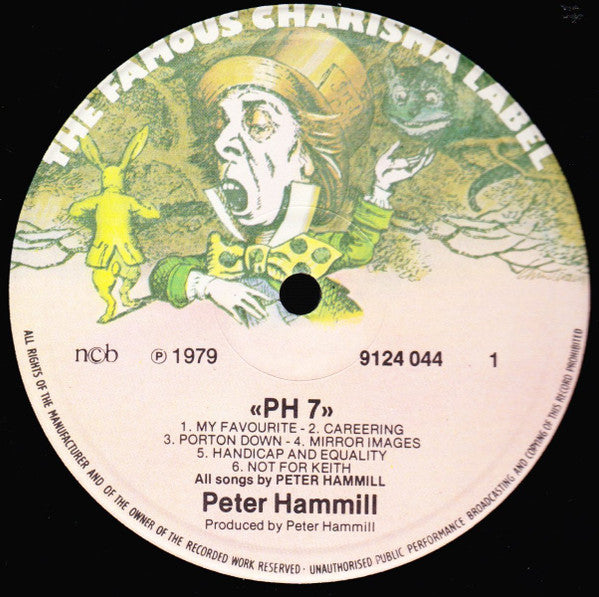 THE FAMOUS CHARISMA LABEL
n©b ℗ 1979 9124 044 1
«PH 7»
1. MY FAVOURITE - 2. CAREERING
3. PORTON DOWN - 4. MIRROR IMAGES
5. HANDICAP AND EQUALITY
6. NOT FOR KEITH
All songs by PETER HAMMILL
Peter Hammill
Produced by Peter Hammill
ALL RIGHTS OF THE MANUFACTURER AND OF THE OWNER OF THE RECORDED WORK RESERVED - UNAUTHORISED PUBLIC PERFORMANCE BROADCASTING AND COPYING OF THIS RECORD PROHIBITED